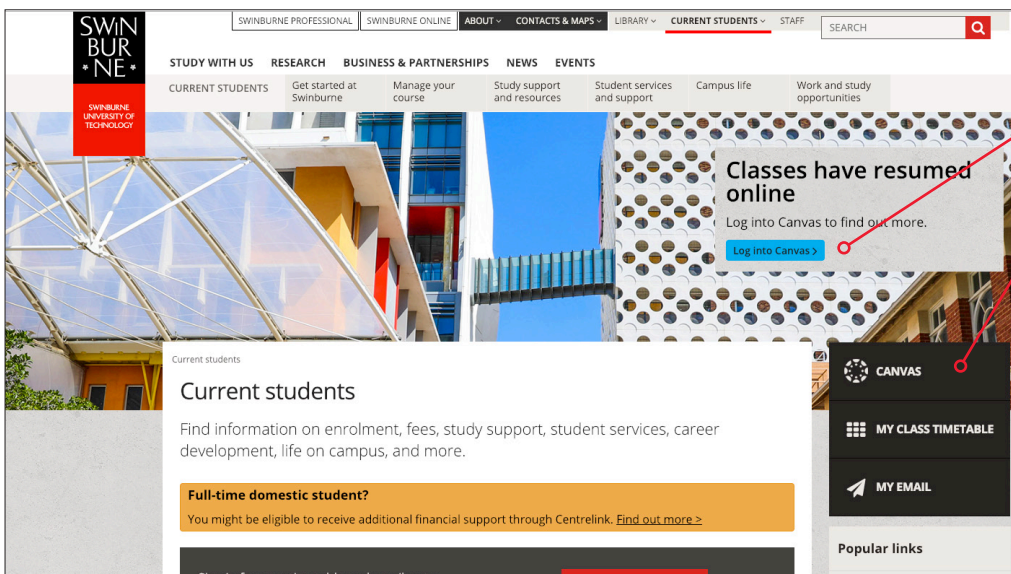 SWIN
BUR
* NE *
SWINBURNE
UNIVERSITY OF
TECHNOLOGY
SWINBURNE PROFESSIONAL SWINBURNE ONLINE ABOUT CONTACTS & MAPS LIBRARY CURRENT STUDENTS STAFF SEARCH
STUDY WITH US RESEARCH BUSINESS & PARTNERSHIPS NEWS EVENTS
CURRENT STUDENTS
Get started at
Swinburne
Manage your
course
Study support
and resources
Student services
and support
Campus life
Work and study
opportunities
Classes have resumed
online
Log into Canvas to find out more.
Log into Canvas >
Current students
Current students
Find information on enrolment, fees, study support, student services, career
development, life on campus, and more.
Full-time domestic student?
You might be eligible to receive additional financial support through Centrelink. Find out more >
CANVAS
MY CLASS TIMETABLE
MY EMAIL
Popular links